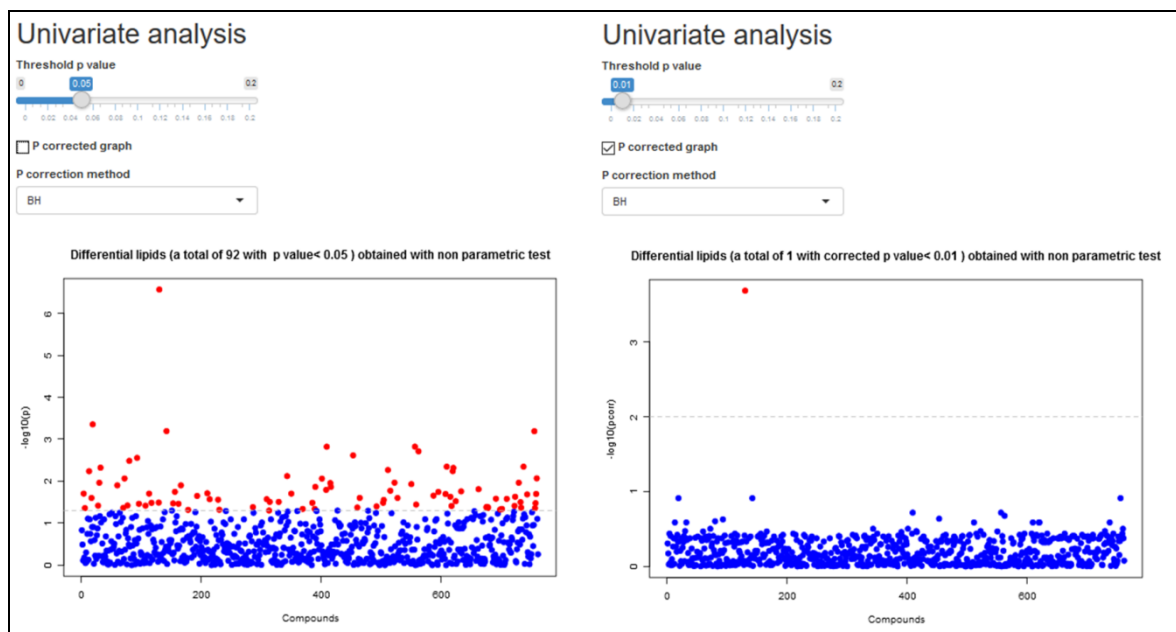 Univariate analysis
Threshold p value
0 0.05 0.2
0 0.02 0.04 0.06 0.08 0.1 0.12 0.14 0.16 0.18 0.2
P corrected graph
P correction method
BH
Differential lipids (a total of 92 with p value< 0.05 ) obtained with non parametric test
-log10(p)
6
5
4
3
2
1
0
0 200 400 600
Compounds
Univariate analysis
Threshold p value
0.01 0.2
0 0.02 0.04 0.06 0.08 0.1 0.12 0.14 0.16 0.18 0.2
P corrected graph
P correction method
BH
Differential lipids (a total of 1 with corrected p value< 0.01 ) obtained with non parametric test
-log10(pcorr)
3
2
1
0
0 200 400 600
Compounds